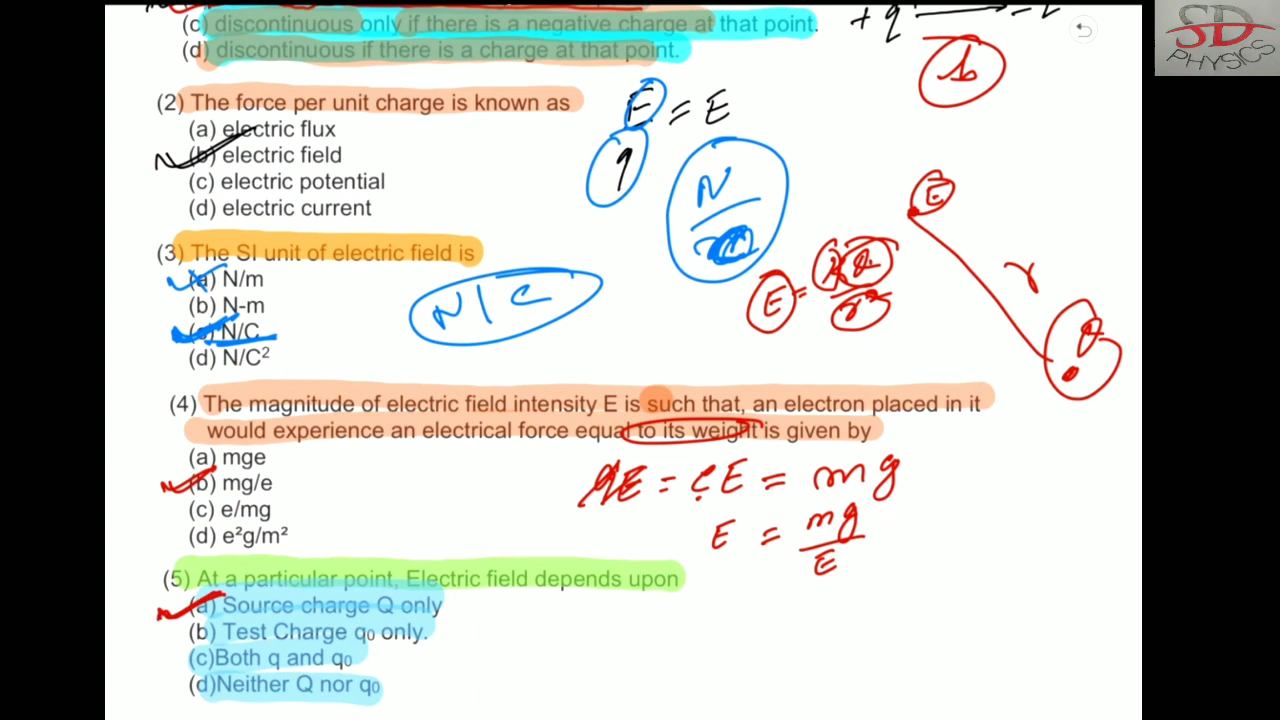 (c) discontinuous only if there is a negative charge at that point.
(d) discontinuous if there is a charge at that point.
+q
b
SD
PHYSICS
(2) The force per unit charge is known as
(a) electric flux
(b) electric field
(c) electric potential
(d) electric current
F/q = E
N
(3) The SI unit of electric field is
(a) N/m
(b) N-m
(c) N/C
(d) N/C²
N/C
E =
r²
E
r
Q
(4) The magnitude of electric field intensity E is such that, an electron placed in it
would experience an electrical force equal to its weight is given by
(a) mge
(b) mg/e
(c) e/mg
(d) e²g/m²
qE = eE = mg
E = mg/E
(5) At a particular point, Electric field depends upon
(a) Source charge Q only
(b) Test Charge q₀ only.
(c)Both q and q₀
(d)Neither Q nor q₀